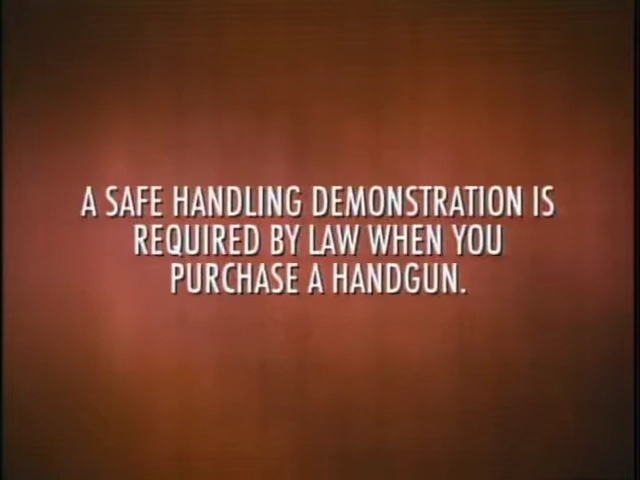 A SAFE HANDLING DEMONSTRATION IS
REQUIRED BY LAW WHEN YOU
PURCHASE A HANDGUN.